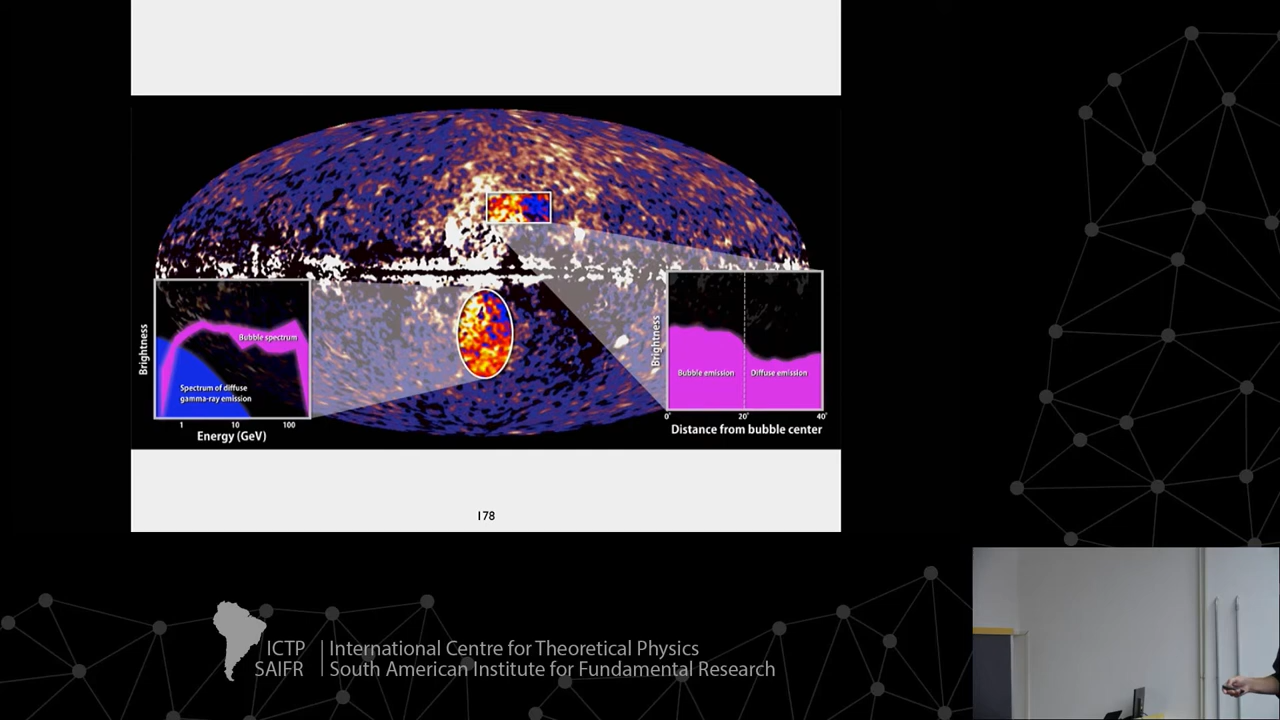 Brightness
Bubble spectrum
Spectrum of diffuse
gamma-ray emission
1 10 100
Energy (GeV)
Brightness
Bubble emission
Diffuse emission
0° 20° 40°
Distance from bubble center
178
ICTP
SAIFR
International Centre for Theoretical Physics
South American Institute for Fundamental Research